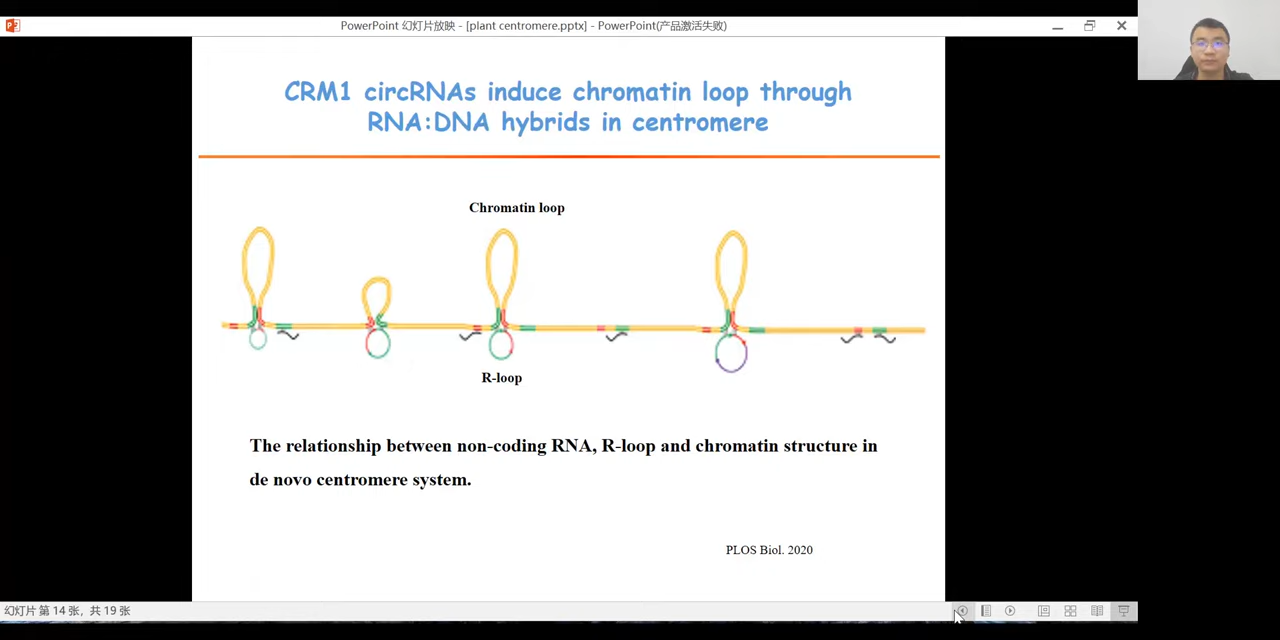 PowerPoint 幻灯片放映 - [plant centromere.pptx] - PowerPoint(产品激活失败)
CRM1 circRNAs induce chromatin loop through
RNA:DNA hybrids in centromere
Chromatin loop
R-loop
The relationship between non-coding RNA, R-loop and chromatin structure in
de novo centromere system.
PLOS Biol. 2020
幻灯片 第 14 张，共 19 张